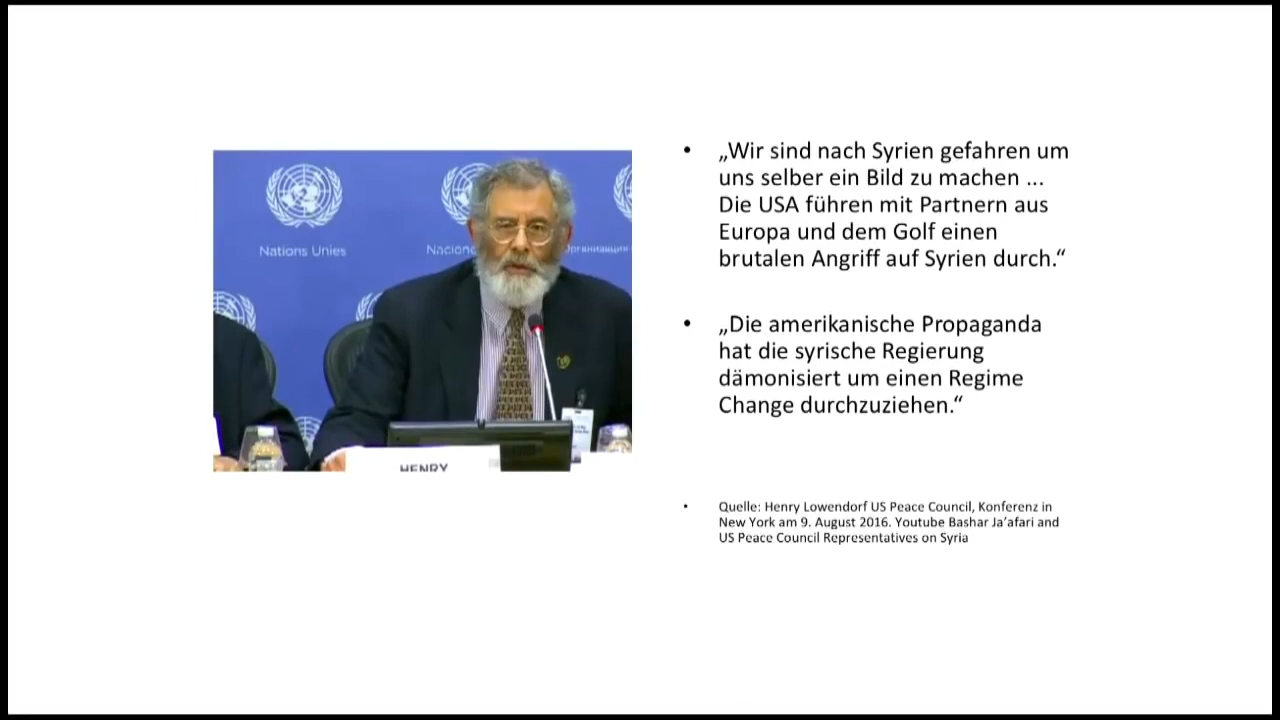 Nations Unies
Nacion
Организация
HENRY
• „Wir sind nach Syrien gefahren um
uns selber ein Bild zu machen ...
Die USA führen mit Partnern aus
Europa und dem Golf einen
brutalen Angriff auf Syrien durch.“
• „Die amerikanische Propaganda
hat die syrische Regierung
dämonisiert um einen Regime
Change durchzuziehen.“
• Quelle: Henry Lowendorf US Peace Council, Konferenz in
New York am 9. August 2016. Youtube Bashar Ja’afari and
US Peace Council Representatives on Syria